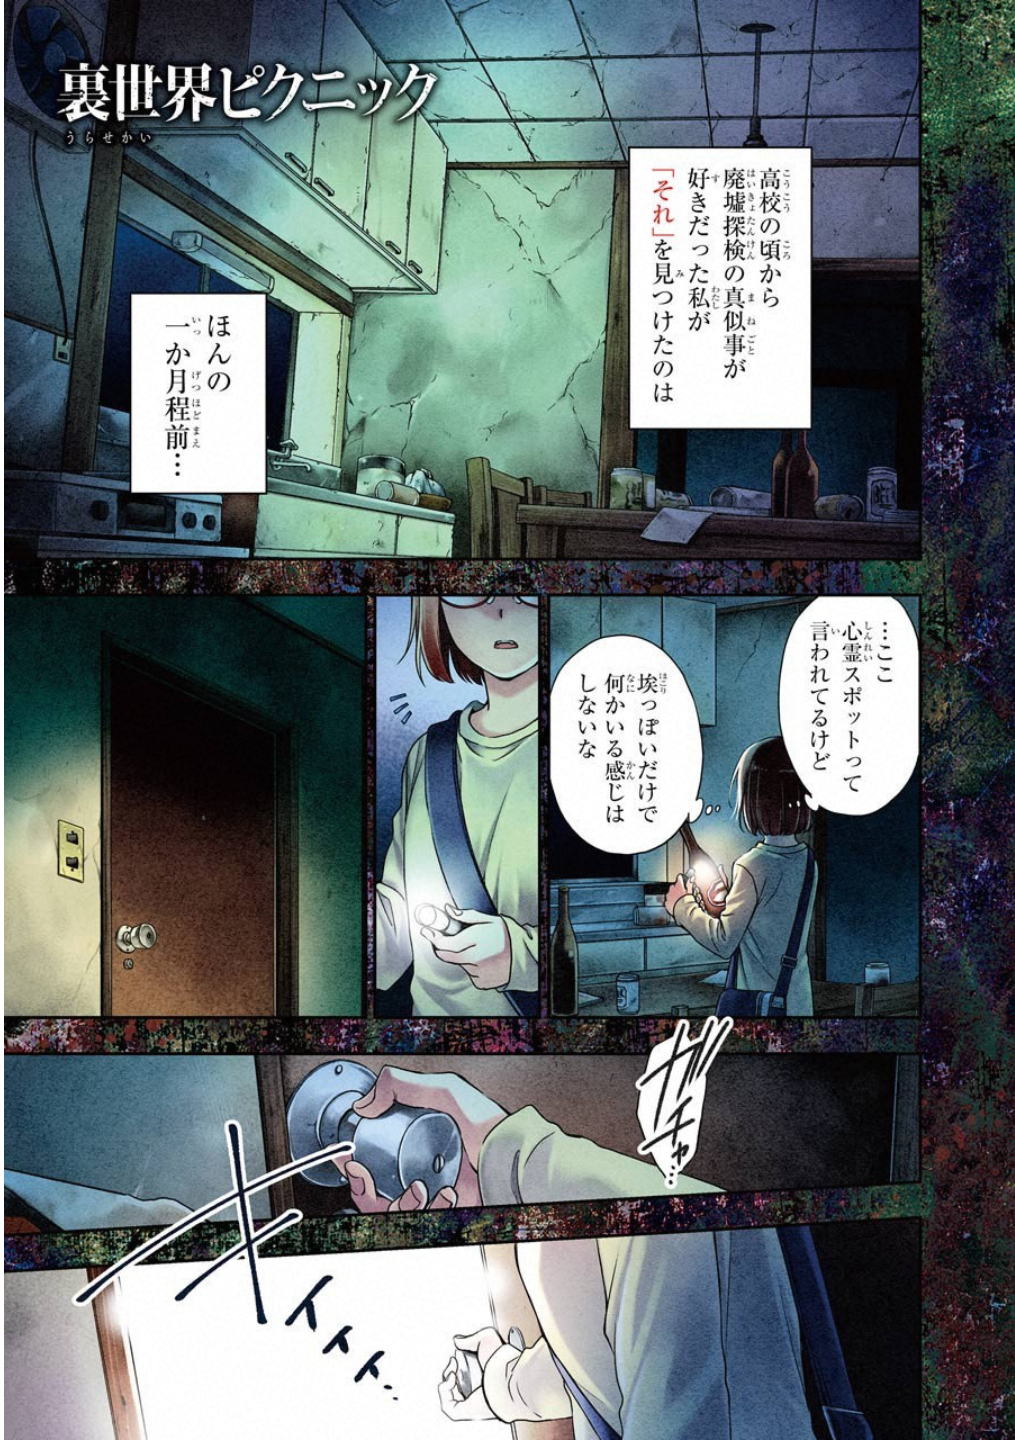 裏世界ピクニック
うらせかい
高校の頃から
廃墟探検の真似事が
好きだった私が
「それ」を見つけたのは
ほんの
一か月程前…
…ここ
心霊スポットって
言われてるけど
埃っぽいだけで
何かいる感じは
しないな
ガチャ…
ギィィィ…